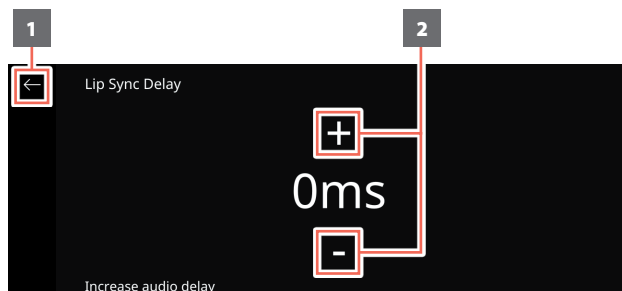 1 2
← Lip Sync Delay
+
0ms
-
Increase audio delay